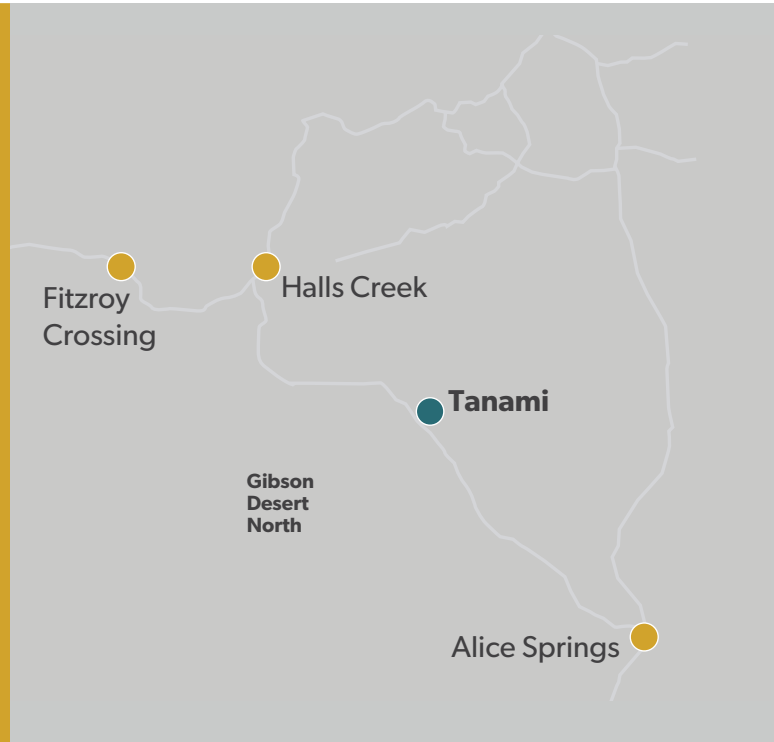 Fitzroy
Crossing
Halls Creek
Tanami
Gibson
Desert
North
Alice Springs